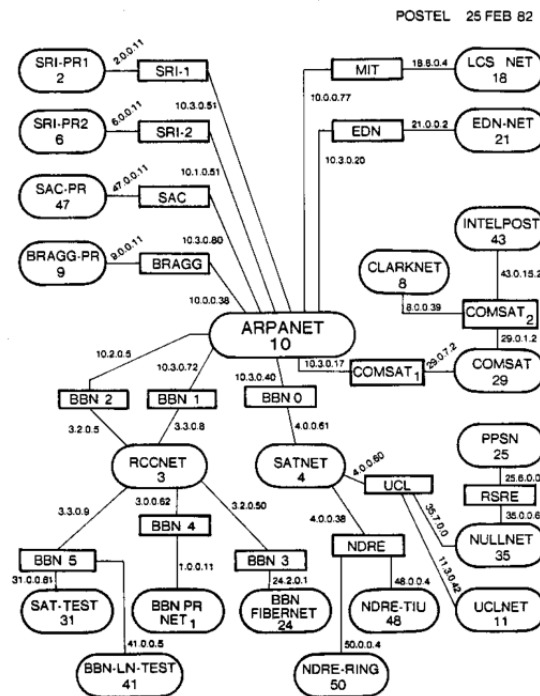 POSTEL 25 FEB 82
SRI-PR1
2
2.0.0.11
SRI-1
10.3.0.51
MIT
18.8.0.4
LCS NET
18
10.0.0.77
SRI-PR2
6
6.0.0.11
SRI-2
10.1.0.51
EDN
21.0.0.2
EDN-NET
21
10.3.0.20
SAC-PR
47
47.0.0.11
SAC
10.3.0.80
BRAGG-PR
9
9.0.0.11
BRAGG
10.0.0.38
INTELPOST
43
43.0.15.2
CLARKNET
8
8.0.0.39
COMSAT2
29.0.1.2
ARPANET
10
10.3.0.17
COMSAT1
29.0.7.2
COMSAT
29
10.2.0.5
BBN 2
3.2.0.5
10.3.0.72
BBN 1
3.3.0.8
10.3.0.40
BBN 0
4.0.0.61
RCCNET
3
SATNET
4
4.0.0.60
UCL
PPSN
25
25.6.0.0
RSRE
35.0.0.6
35.7.0.0
NULLNET
35
11.3.0.42
UCLNET
11
3.3.0.9
BBN 5
3.0.0.62
BBN 4
3.2.0.50
BBN 3
4.0.0.38
NDRE
31.0.0.61
SAT-TEST
31
1.0.0.11
BBN PR
NET1
24.2.0.1
BBN
FIBERNET
24
48.0.0.4
NDRE-TIU
48
41.0.0.5
BBN-LN-TEST
41
50.0.0.4
NDRE-RING
50